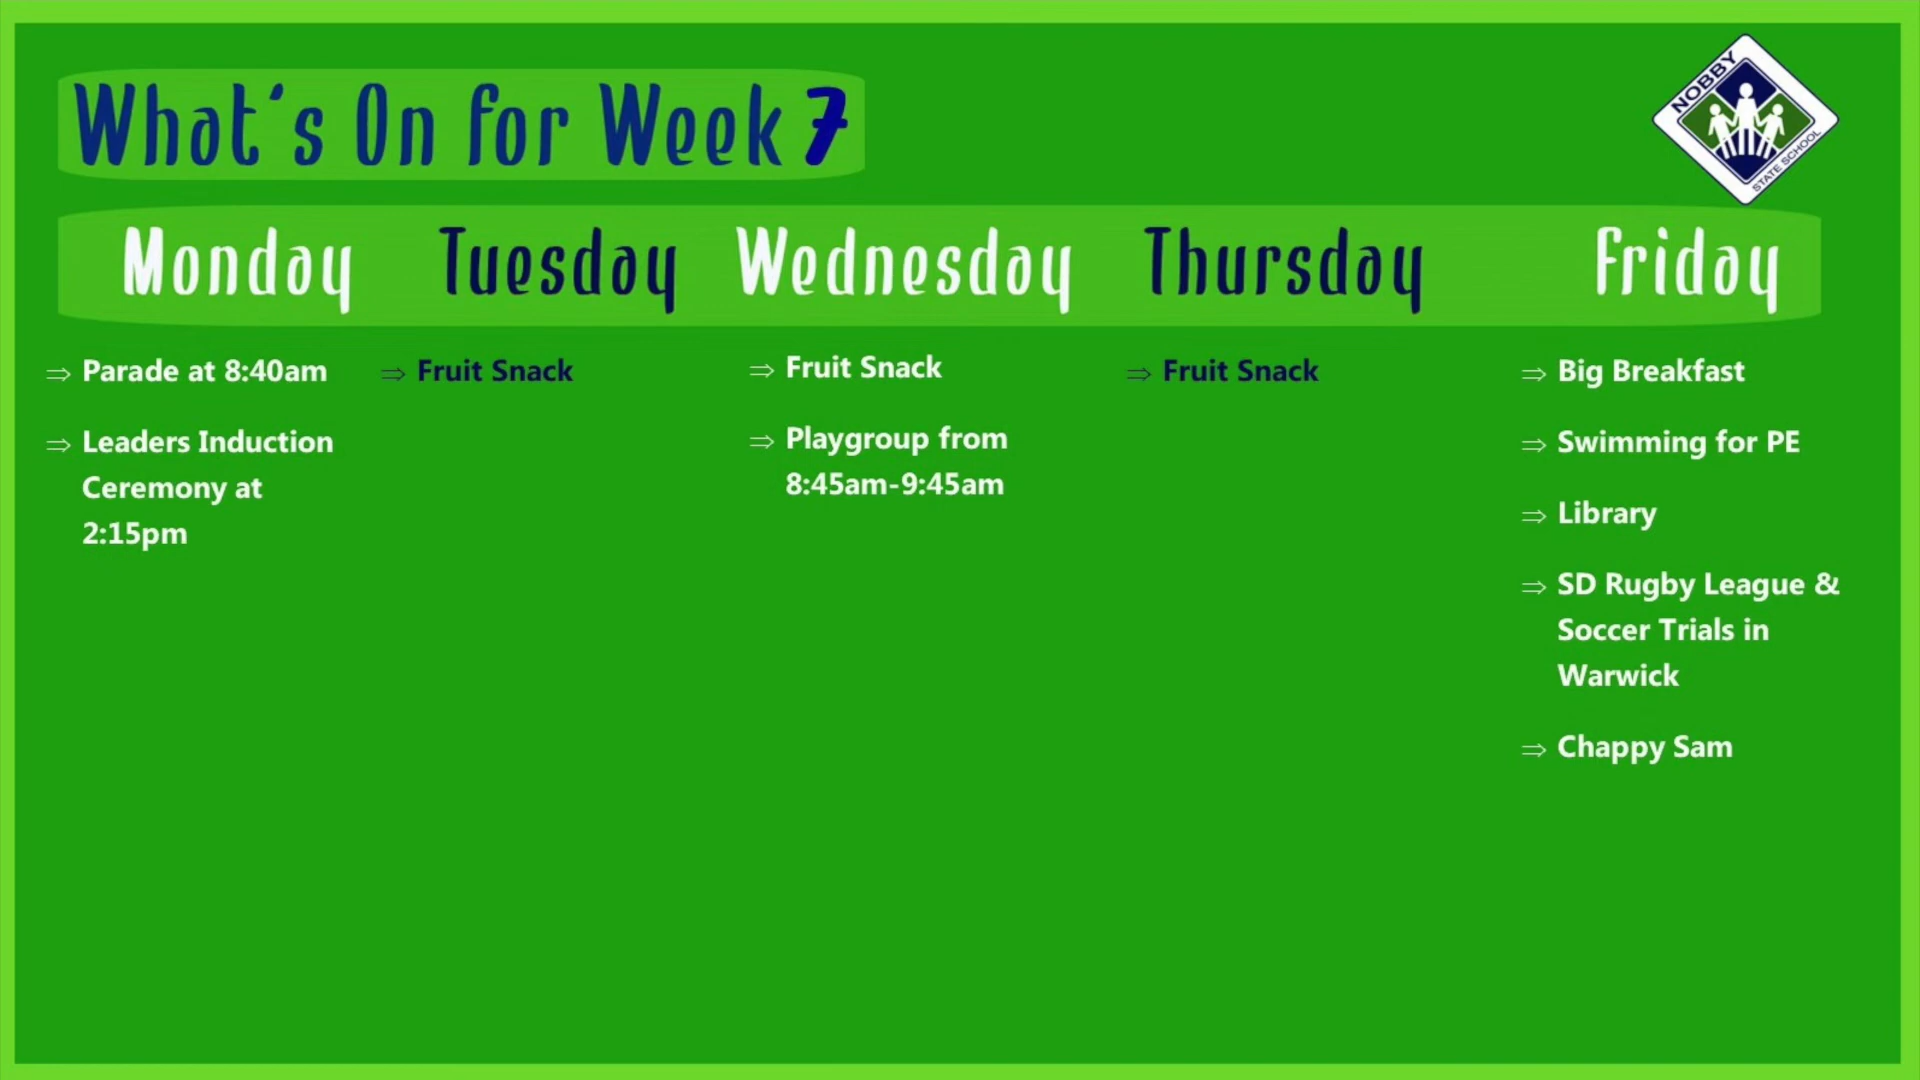 What's On for Week 7
NOBBY
STATE SCHOOL
Monday
Tuesday
Wednesday
Thursday
Friday
⇒ Parade at 8:40am
⇒ Leaders Induction
Ceremony at
2:15pm
⇒ Fruit Snack
⇒ Fruit Snack
⇒ Playgroup from
8:45am-9:45am
⇒ Fruit Snack
⇒ Big Breakfast
⇒ Swimming for PE
⇒ Library
⇒ SD Rugby League &
Soccer Trials in
Warwick
⇒ Chappy Sam